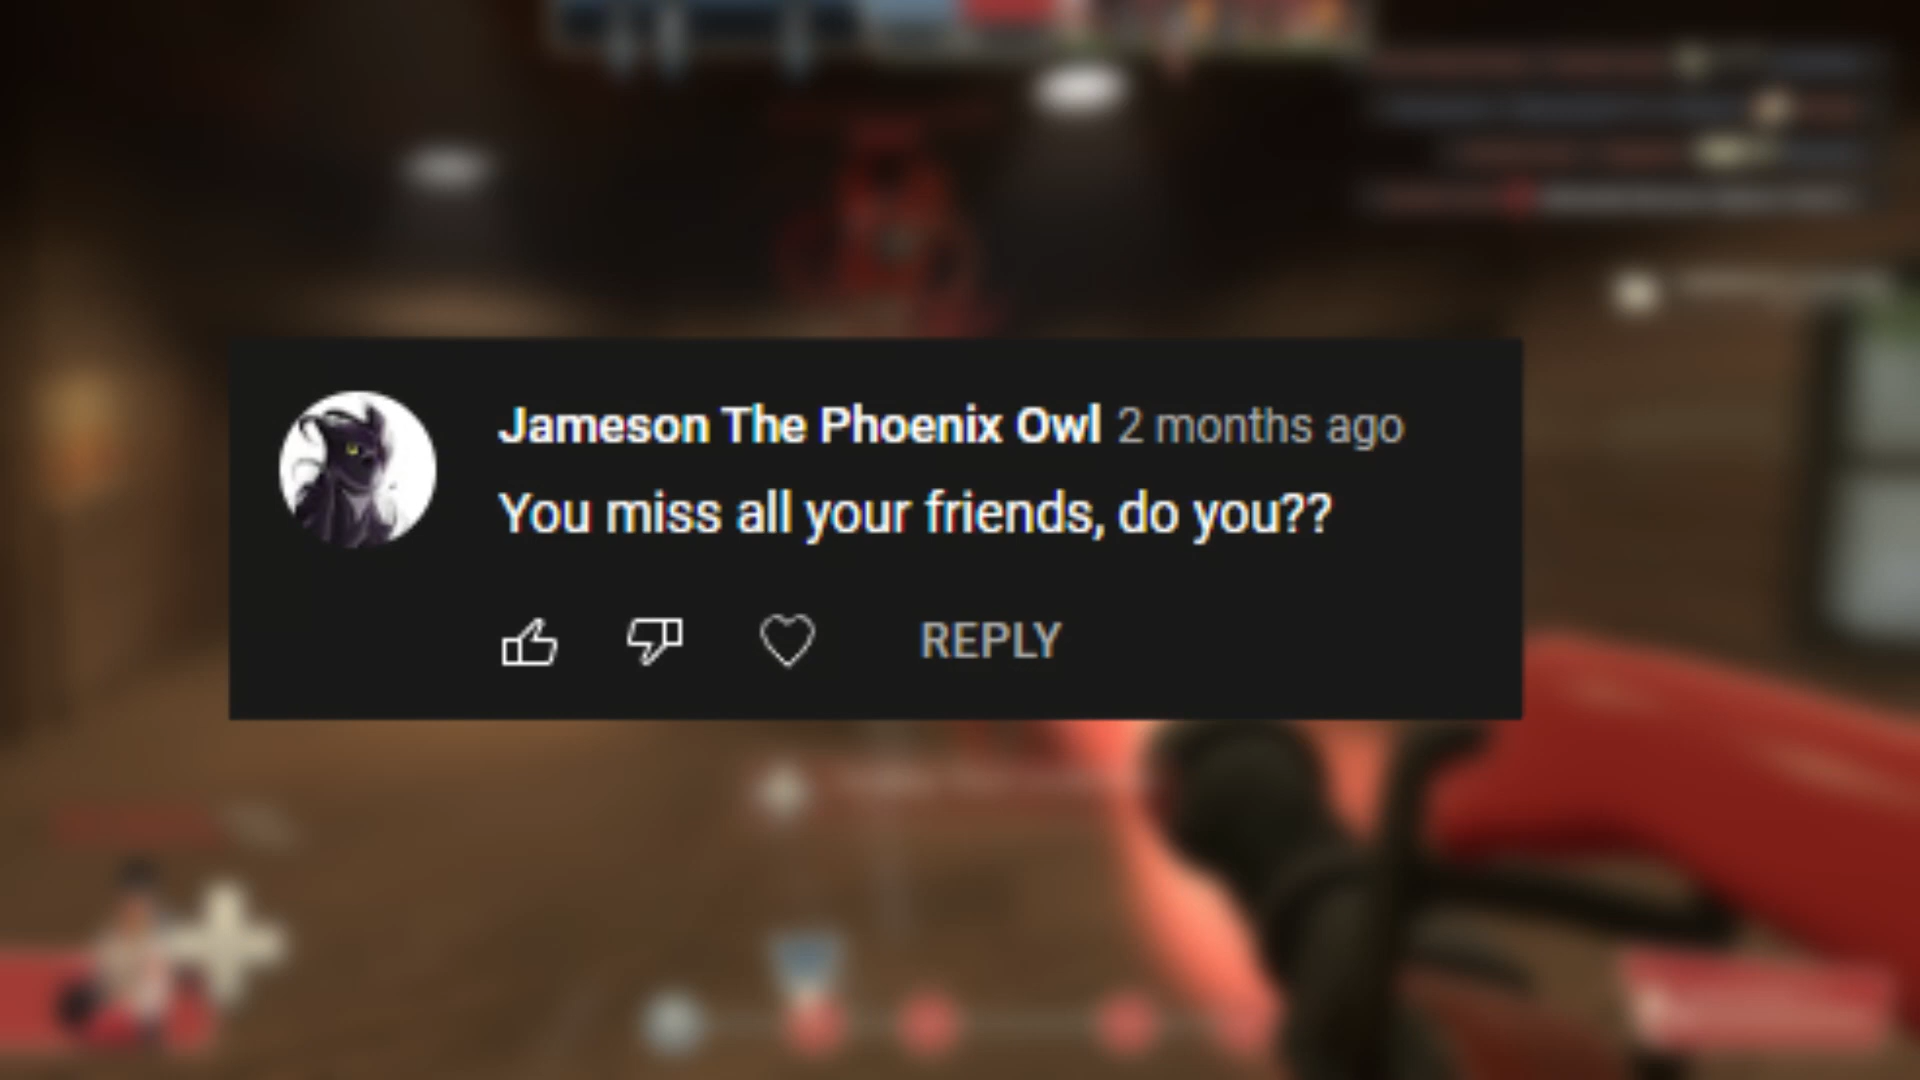 Jameson The Phoenix Owl 2 months ago
You miss all your friends, do you??
REPLY